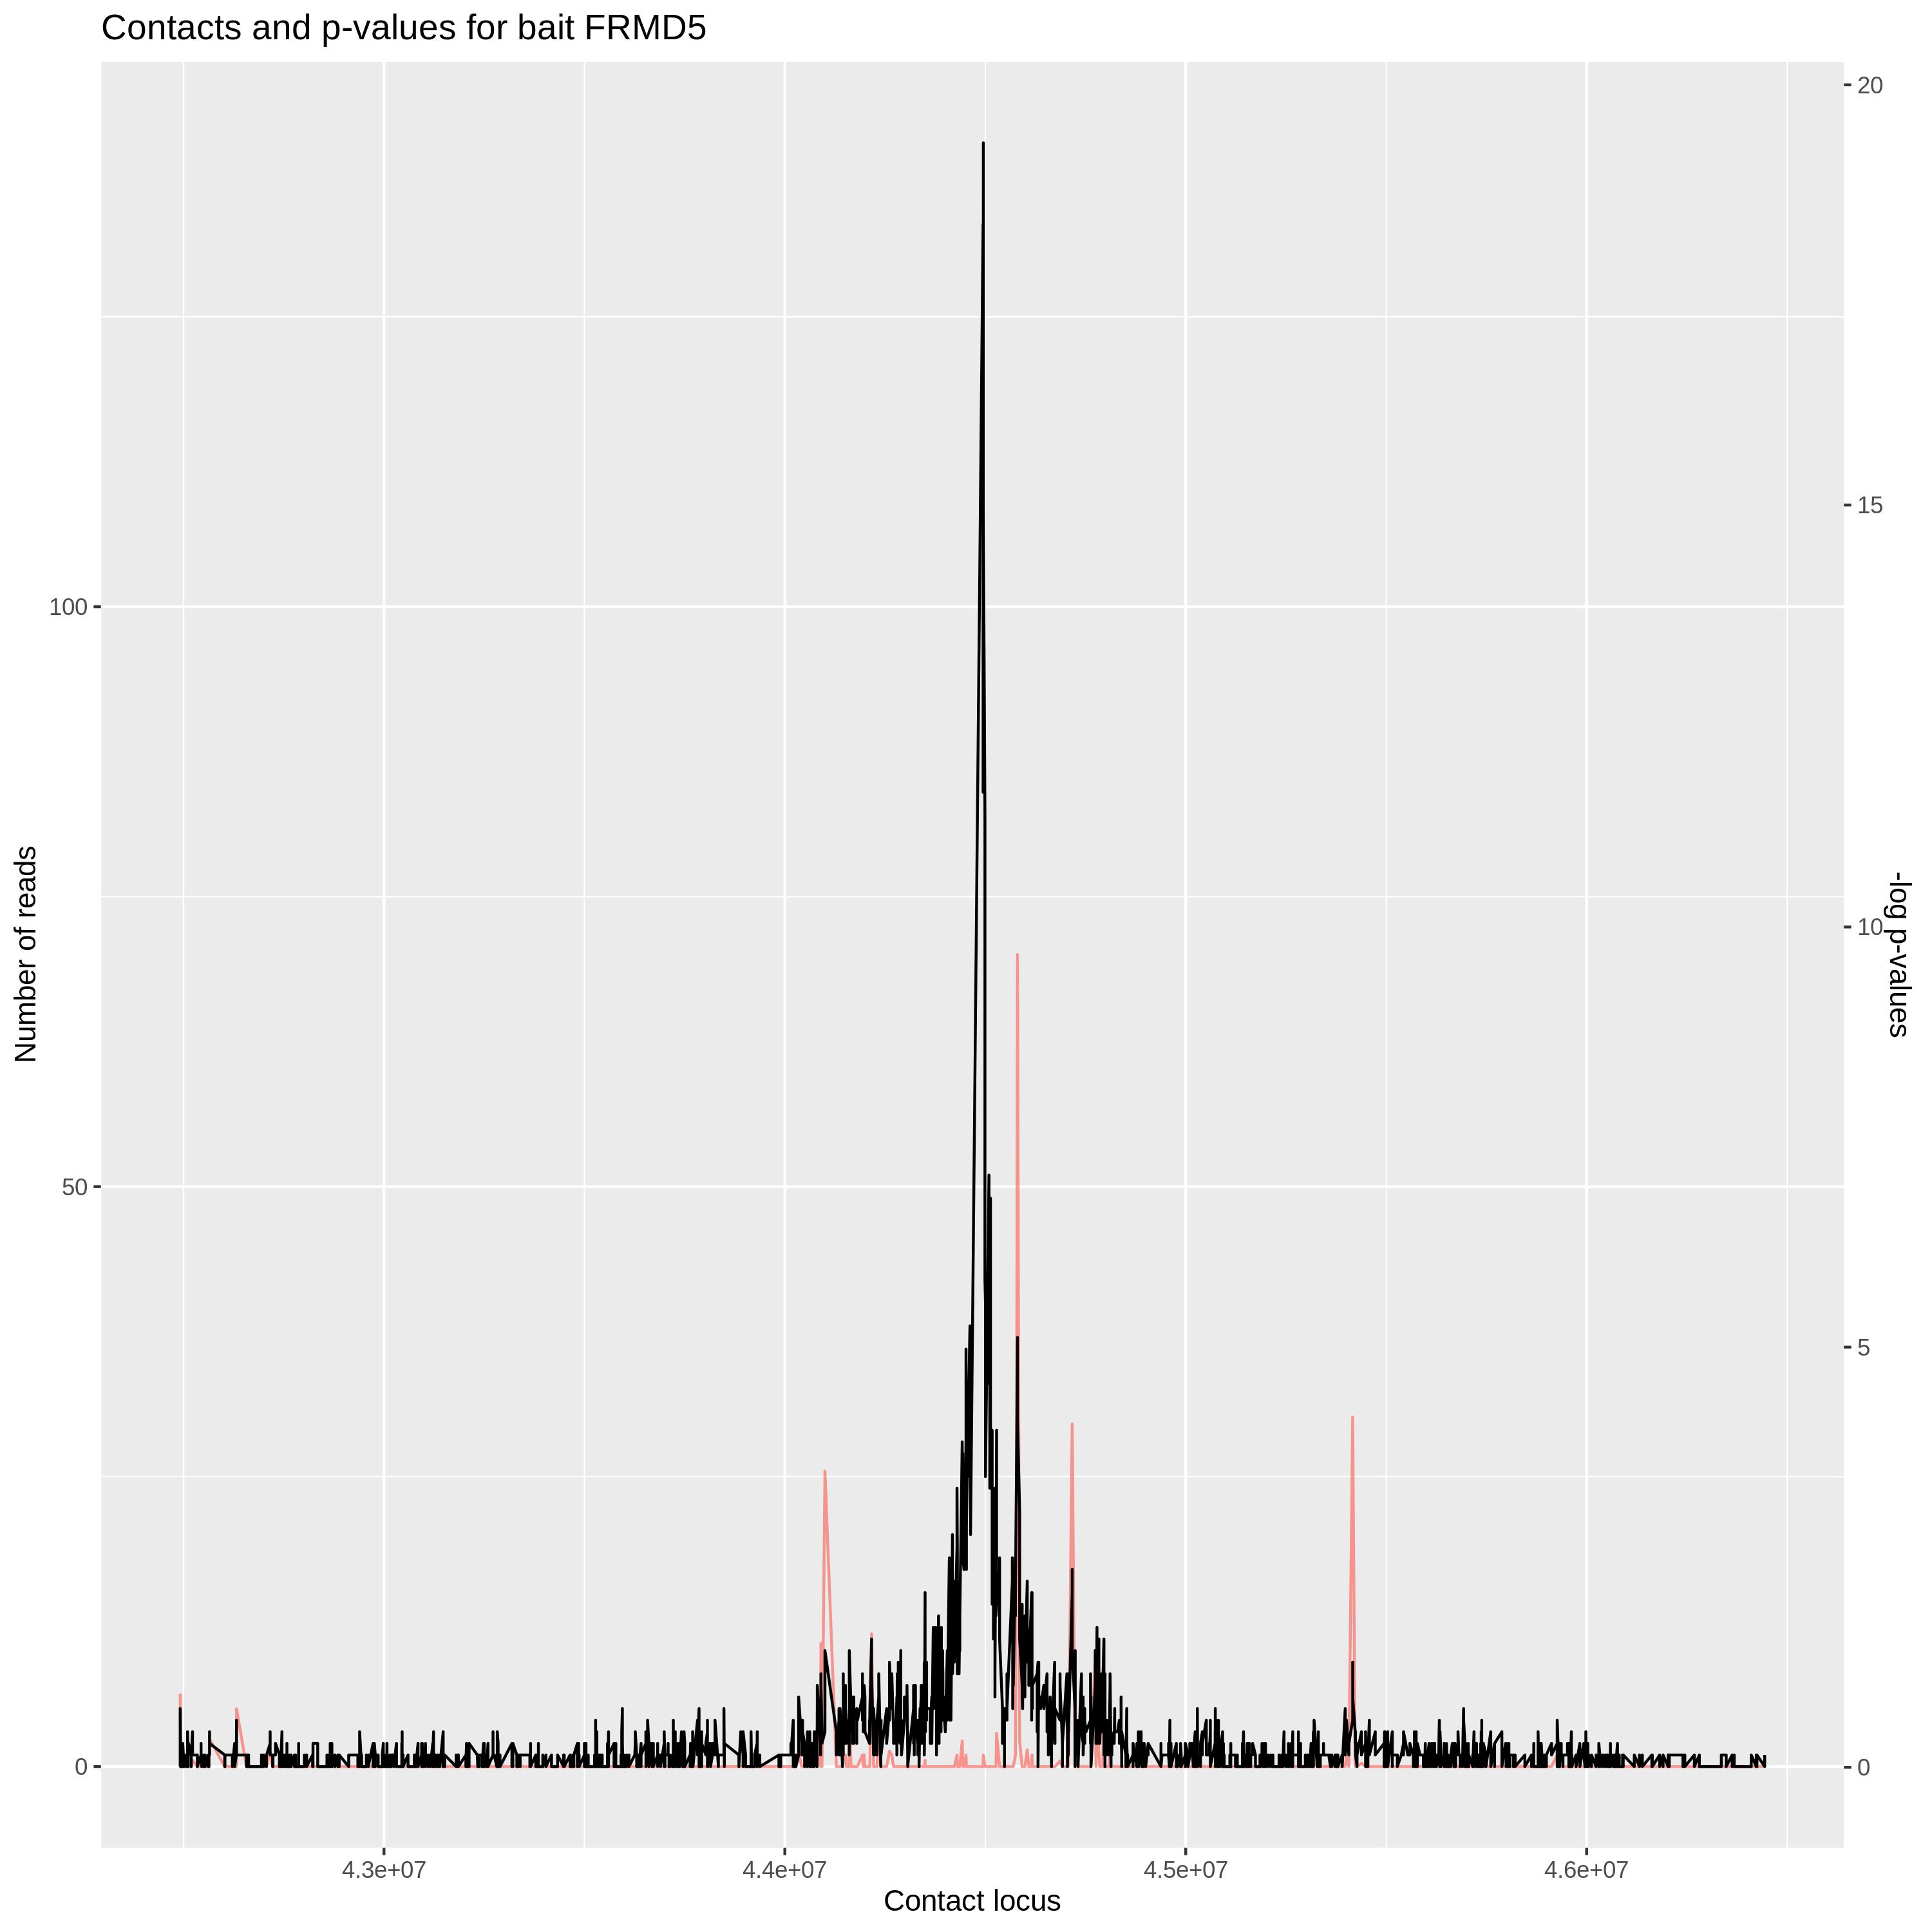 Contacts and p-values for bait FRMD5
Number of reads
100
50
0
20
15
10
5
0
-log p-values
4.3e+07
4.4e+07
4.5e+07
4.6e+07
Contact locus